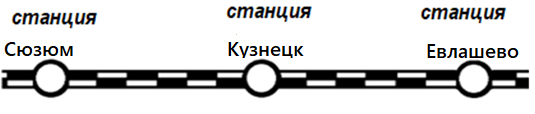 станция
станция
станция
Сюзюм
Кузнецк
Евлашево